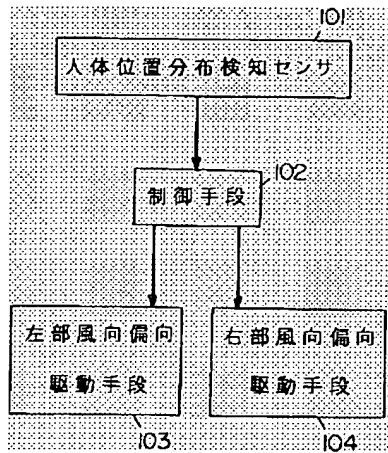 101
人体位置分布検知センサ
102
制御手段
左部風向偏向
駆動手段
右部風向偏向
駆動手段
103
104